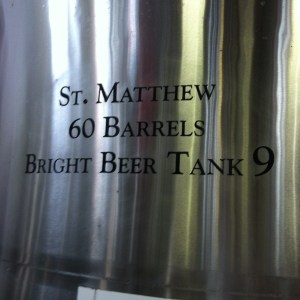 St. Matthew
60 Barrels
Bright Beer Tank 9